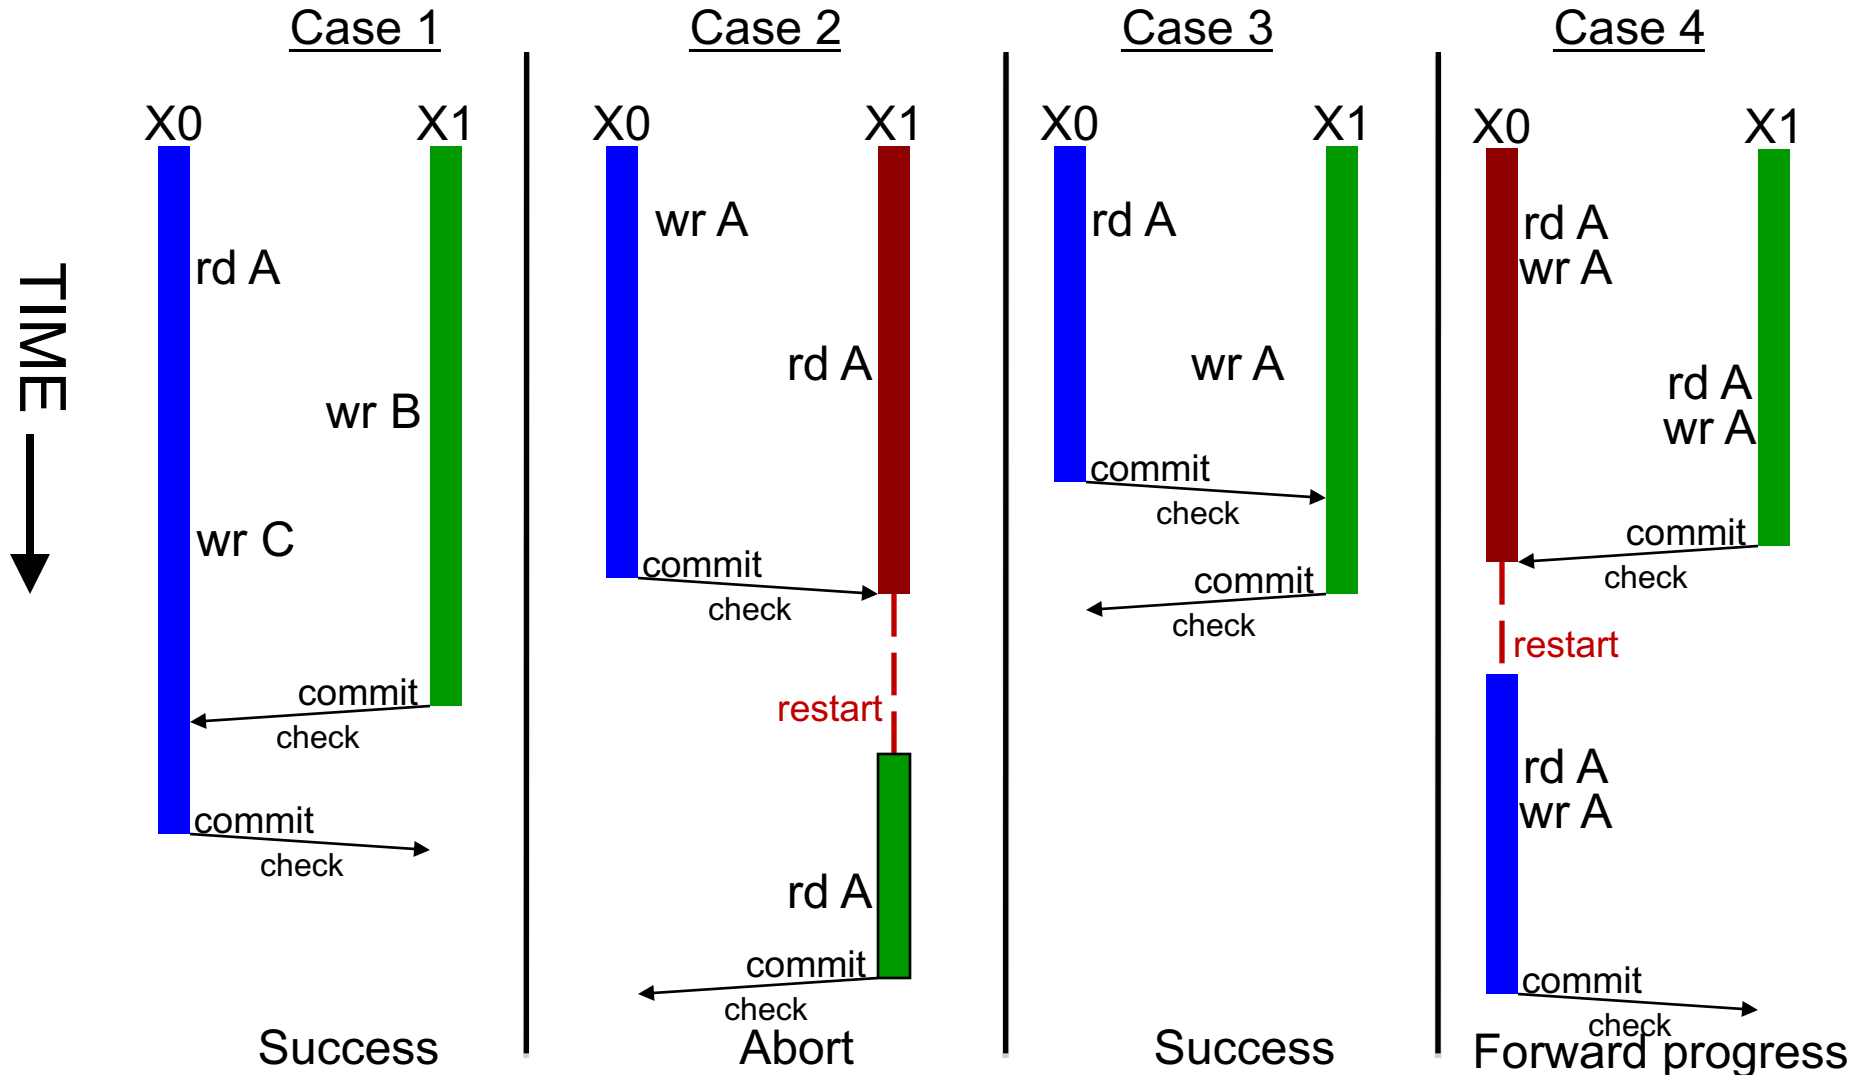 Case 1
Case 2
Case 3
Case 4
TIME
X0
X1
rd A
wr B
wr C
commit
check
commit
check
Success
X0
X1
wr A
rd A
commit
check
restart
rd A
commit
check
Abort
X0
X1
rd A
wr A
commit
check
commit
check
Success
X0
X1
rd A
wr A
rd A
wr A
commit
check
restart
rd A
wr A
commit
check
Forward progress